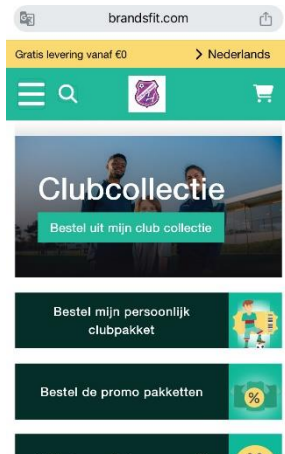 brandsfit.com
Gratis levering vanaf €0
Nederlands
Clubcollectie
Bestel uit mijn club collectie
Bestel mijn persoonlijk
clubpakket
Bestel de promo pakketten
%